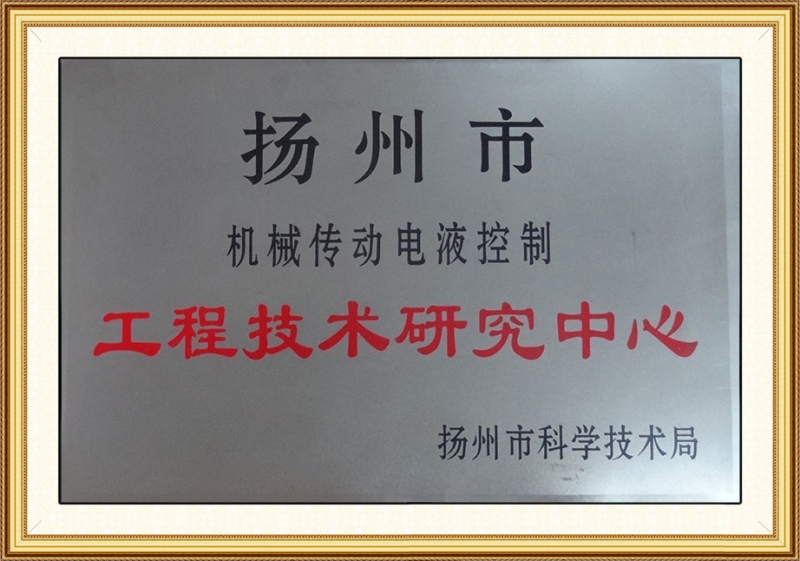 扬州市
机械传动电液控制
工程技术研究中心
扬州市科学技术局